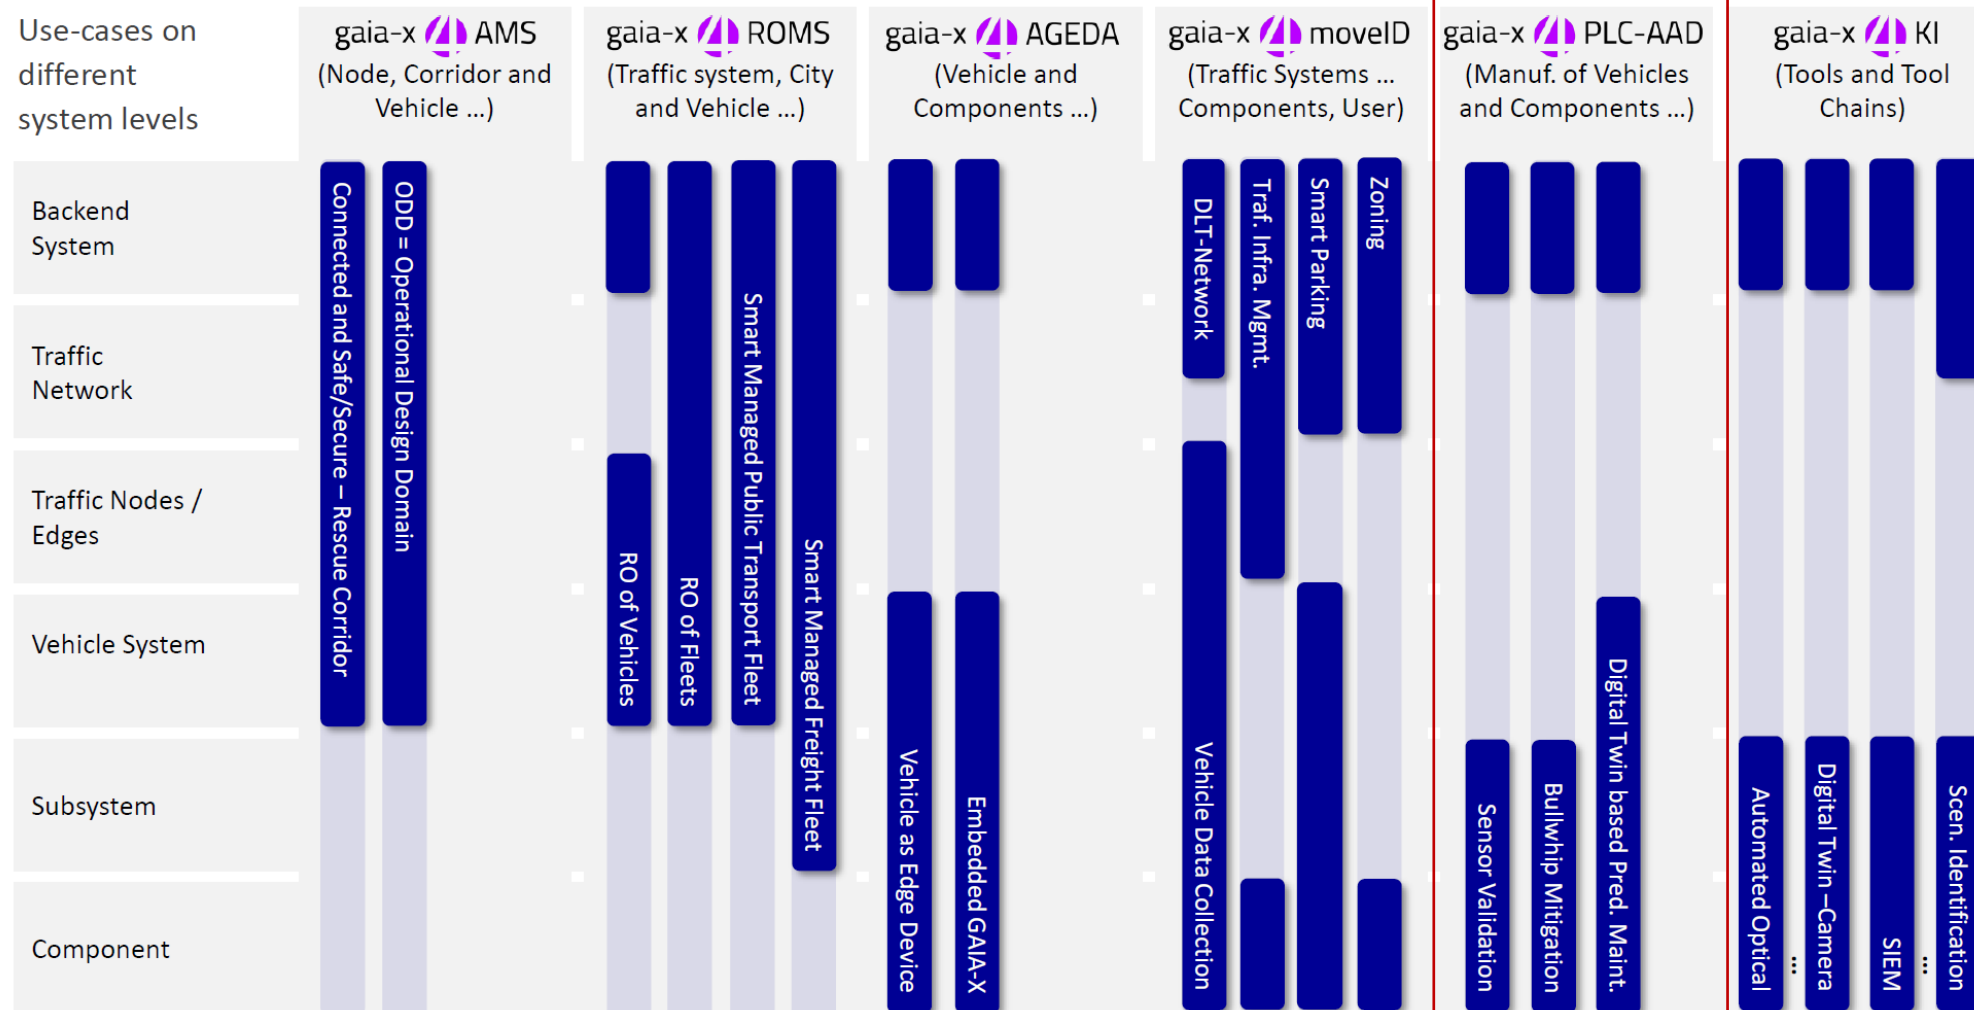 Use-cases on
different
system levels
gaia-x 4 AMS
(Node, Corridor and
Vehicle ...)
gaia-x 4 ROMS
(Traffic system, City
and Vehicle ...)
gaia-x 4 AGEDA
(Vehicle and
Components ...)
gaia-x 4 moveID
(Traffic Systems ...
Components, User)
gaia-x 4 PLC-AAD
(Manuf. of Vehicles
and Components ...)
gaia-x 4 KI
(Tools and Tool
Chains)
Backend
System
Traffic
Network
Traffic Nodes /
Edges
Vehicle System
Subsystem
Component
Connected and Safe/Secure – Rescue Corridor
ODD = Operational Design Domain
RO of Vehicles
RO of Fleets
Smart Managed Public Transport Fleet
Smart Managed Freight Fleet
Vehicle as Edge Device
Embedded GAIA-X
DLT-Network
Vehicle Data Collection
Traf. Infra. Mgmt.
Smart Parking
Zoning
Sensor Validation
Bullwhip Mitigation
Digital Twin based Pred. Maint.
Automated Optical
...
Digital Twin –Camera
SIEM
...
Scen. Identification